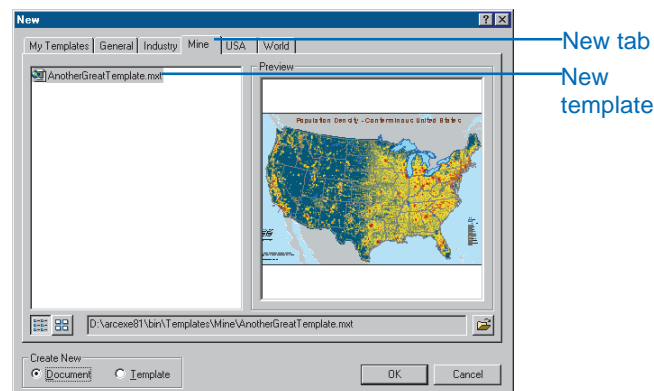 New
My Templates General Industry Mine USA World
New tab
AnotherGreatTemplate.mxt
Preview
New
template
Population Density - Conterminous United States
D:\arcexe81\bin\Templates\Mine\AnotherGreatTemplate.mxt
Create New
Document Template
OK Cancel